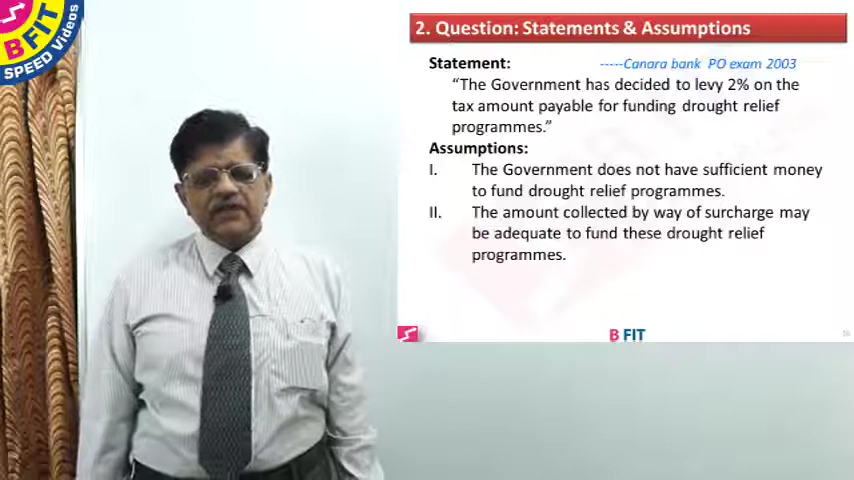 BFIT
SPEED Videos
2. Question: Statements & Assumptions
Statement: -----Canara bank PO exam 2003
“The Government has decided to levy 2% on the
tax amount payable for funding drought relief
programmes.”
Assumptions:
I. The Government does not have sufficient money
to fund drought relief programmes.
II. The amount collected by way of surcharge may
be adequate to fund these drought relief
programmes.
B FIT